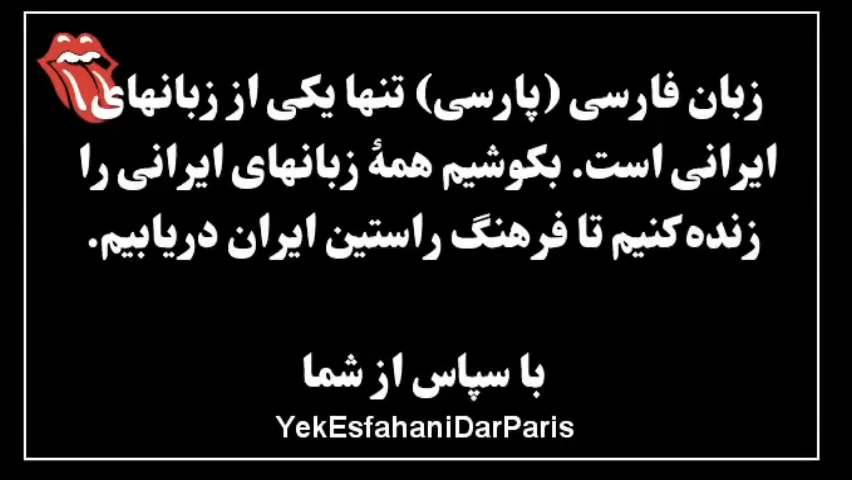 زبان فارسی (پارسی) تنها یکی از زبانهای
ایرانی است. بکوشیم همهٔ زبانهای ایرانی را
زنده کنیم تا فرهنگ راستین ایران دریابیم.
با سپاس از شما
YekEsfahaniDarParis